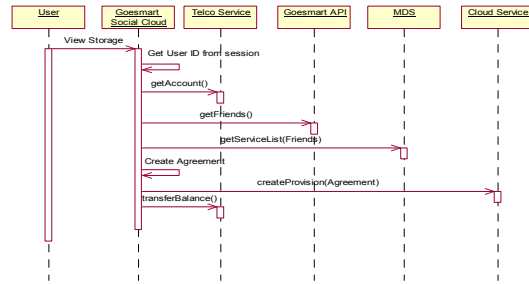 User
Goesmart
Social Cloud
Telco Service
Goesmart API
MDS
Cloud Service
View Storage
Get User ID from session
getAccount()
getFriends()
getServiceList(Friends)
Create Agreement
createProvision(Agreement)
transferBalance()